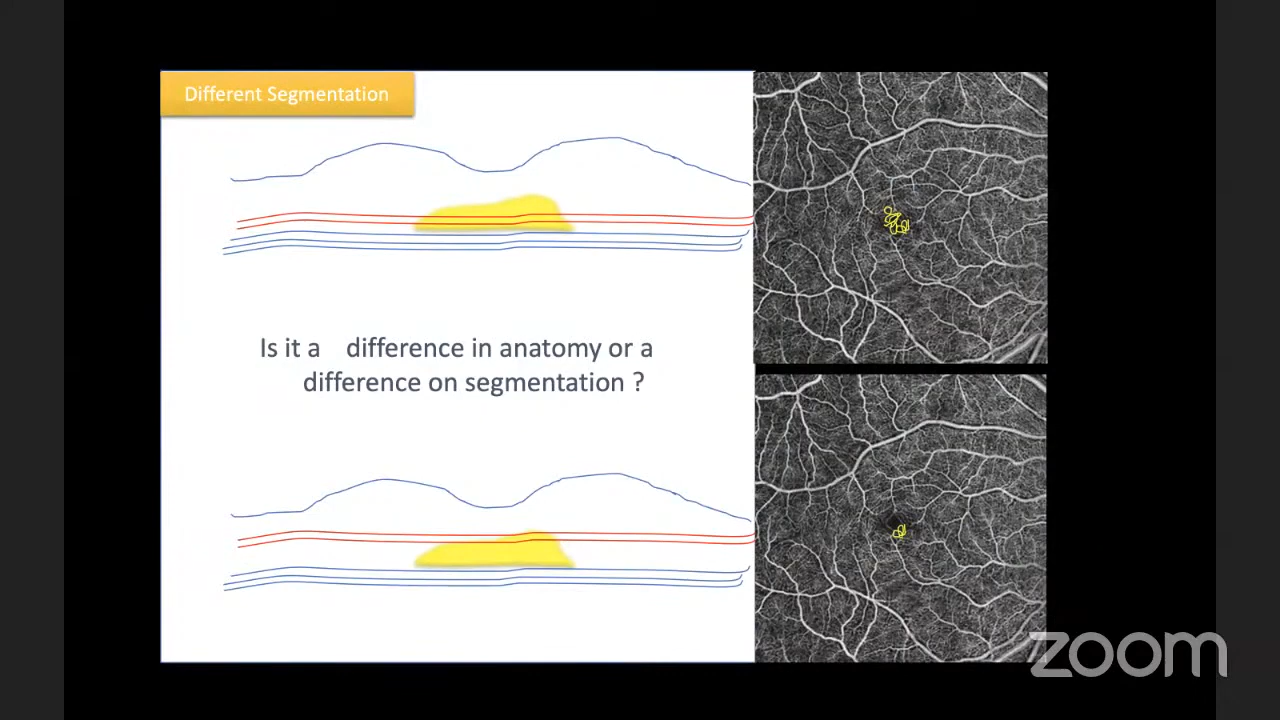 Different Segmentation
Is it a difference in anatomy or a
difference on segmentation ?
zoom